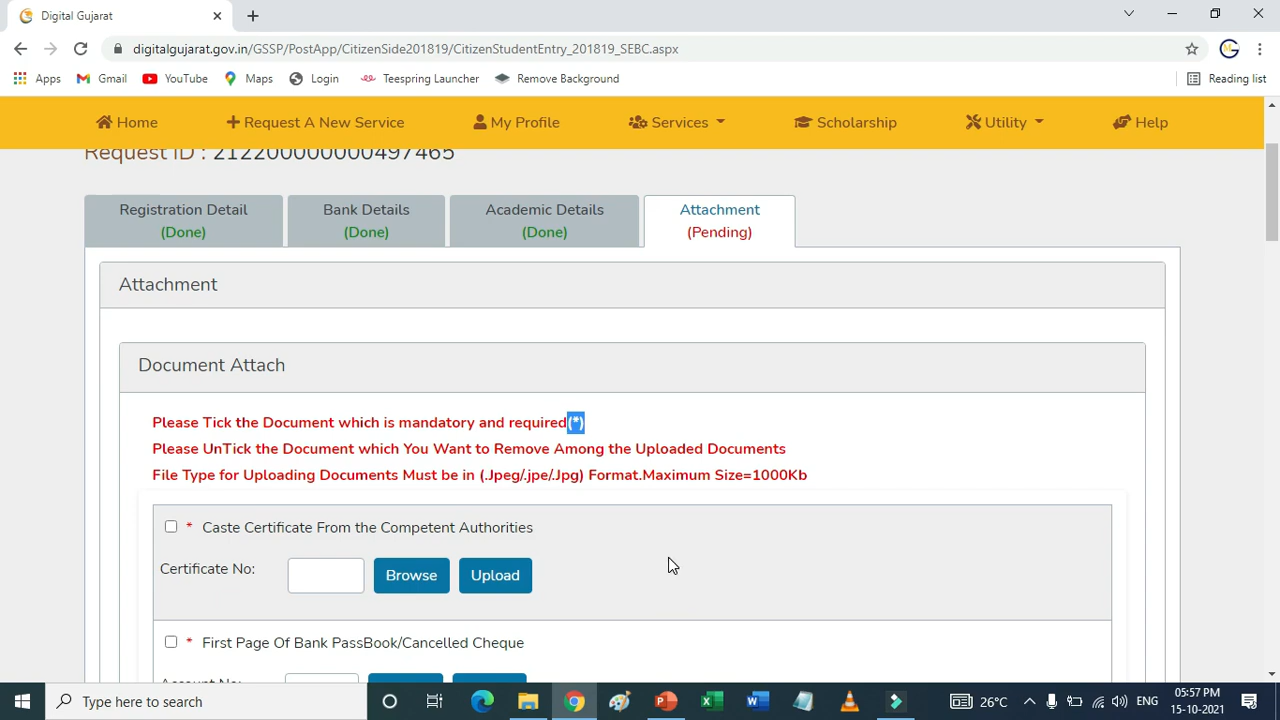 Digital Gujarat
digitalgujarat.gov.in/GSSP/PostApp/CitizenSide201819/CitizenStudentEntry_201819_SEBC.aspx
Apps Gmail YouTube Maps Login Teespring Launcher Remove Background Reading list
Home Request A New Service My Profile Services Scholarship Utility Help
Request ID : 212200000000497465
Registration Detail Bank Details Academic Details Attachment
(Done) (Done) (Done) (Pending)
Attachment
Document Attach
Please Tick the Document which is mandatory and required(*)
Please UnTick the Document which You Want to Remove Among the Uploaded Documents
File Type for Uploading Documents Must be in (.Jpeg/.jpe/.Jpg) Format.Maximum Size=1000Kb
* Caste Certificate From the Competent Authorities
Certificate No: Browse Upload
* First Page Of Bank PassBook/Cancelled Cheque
Account No:
Type here to search 26°C ENG 05:57 PM
15-10-2021